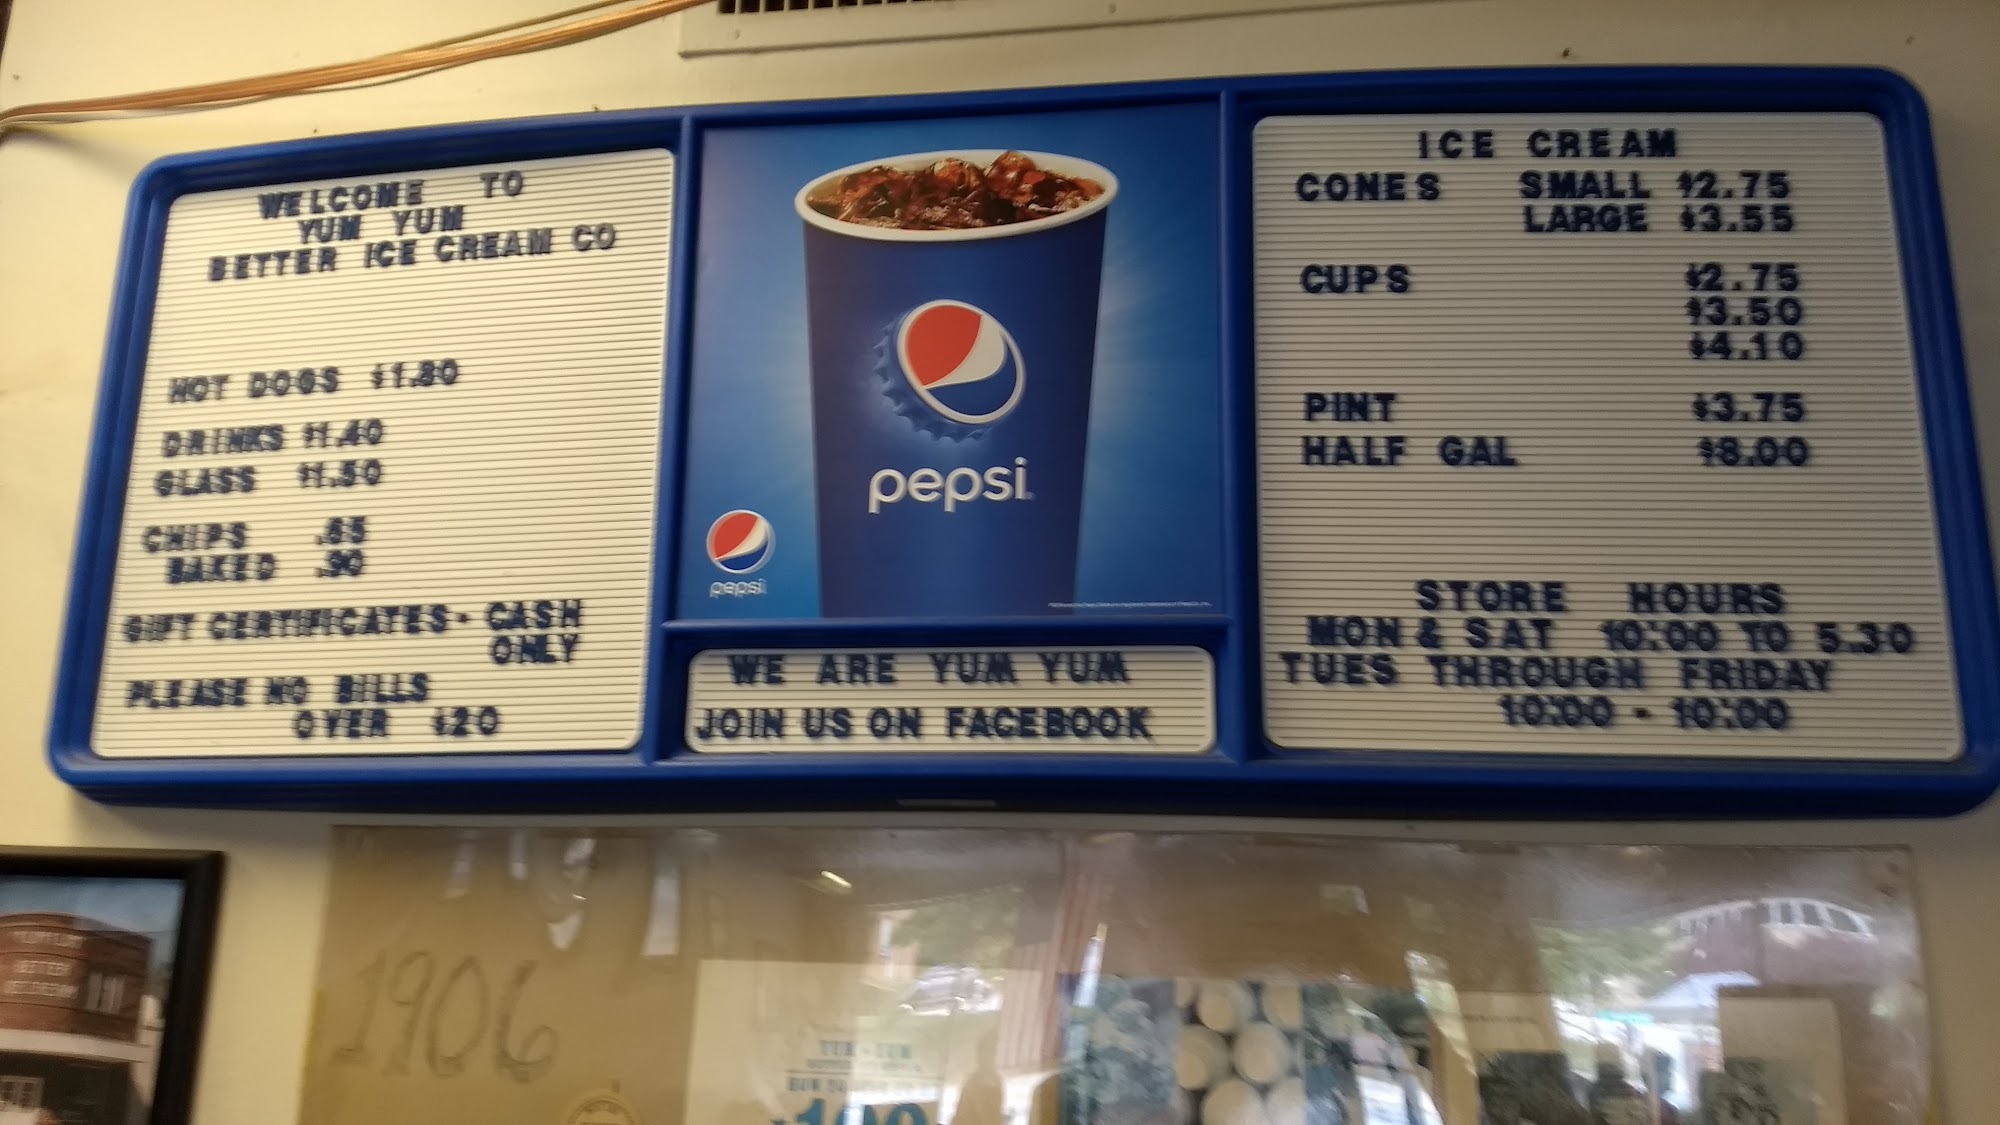 WELCOME TO
YUM YUM
BETTER ICE CREAM CO
HOT DOGS $1.80
DRINKS $1.40
GLASS $1.50
CHIPS .65
BAKED .90
GIFT CERTIFICATES - CASH
ONLY
PLEASE NO BILLS
OVER $20
pepsi
pepsi
WE ARE YUM YUM
JOIN US ON FACEBOOK
ICE CREAM
CONES SMALL $2.75
LARGE $3.55
CUPS $2.75
$3.50
$4.10
PINT $3.75
HALF GAL $8.00
STORE HOURS
MON & SAT 10:00 TO 5.30
TUES THROUGH FRIDAY
10:00 - 10:00
1906